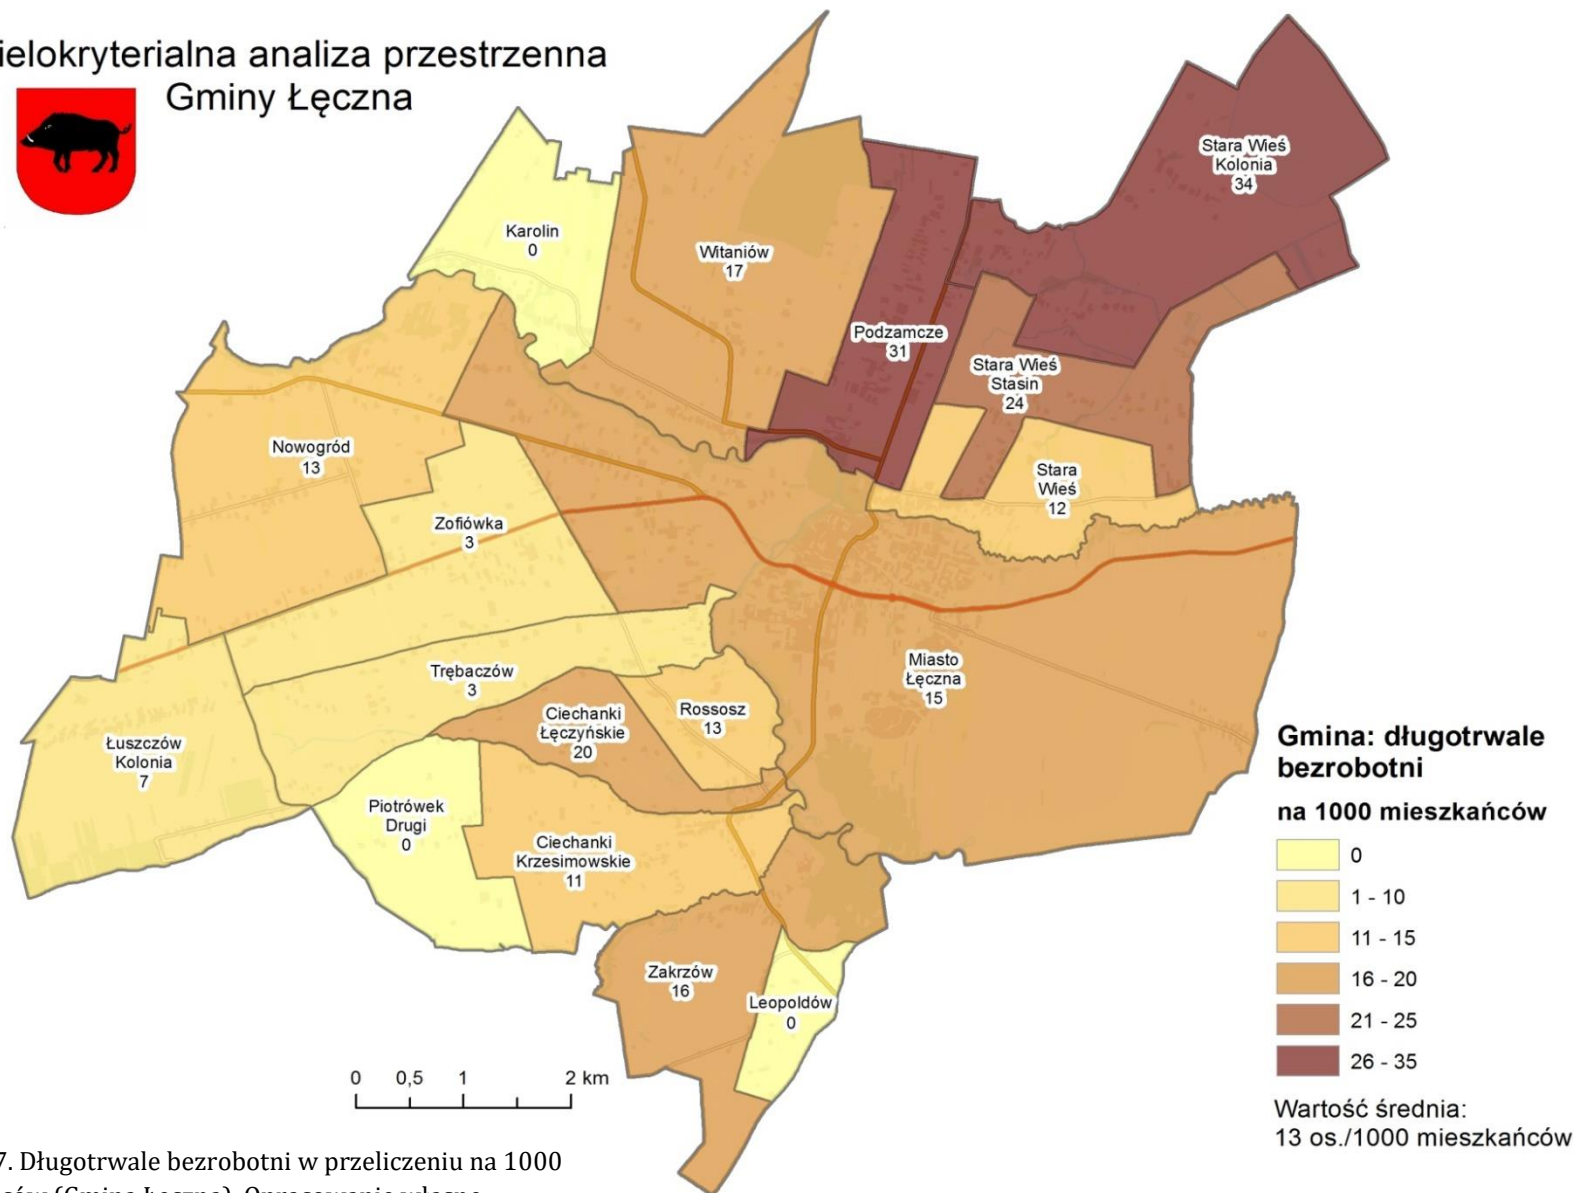 ielokryterialna analiza przestrzenna
Gminy Łęczna
Karolin
0
Witaniów
17
Stara Wieś
Kolonia
34
Podzamcze
31
Stara Wieś
Stasin
24
Nowogród
13
Stara
Wieś
12
Zofiówka
3
Trębaczów
3
Miasto
Łęczna
15
Ciechanki
Łęczyńskie
20
Rossosz
13
Łuszczów
Kolonia
7
Piotrówek
Drugi
0
Ciechanki
Krzesimowskie
11
Zakrzów
16
Leopoldów
0
Gmina: długotrwale
bezrobotni
na 1000 mieszkańców
0
1 - 10
11 - 15
16 - 20
21 - 25
26 - 35
Wartość średnia:
13 os./1000 mieszkańców
0 0,5 1 2 km
7. Długotrwale bezrobotni w przeliczeniu na 1000